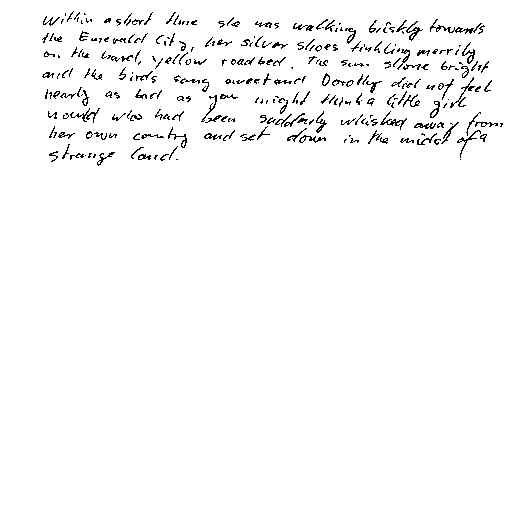 Within a short time she was walking briskly towards
the Emerald City, her silver shoes tinkling merrily
on the hard, yellow roadbed. The sun shone bright
and the birds sang sweet and Dorothy did not feel
nearly as bad as you might think a little girl
would who had been suddenly whisked away from
her own country and set down in the midst of a
strange land.